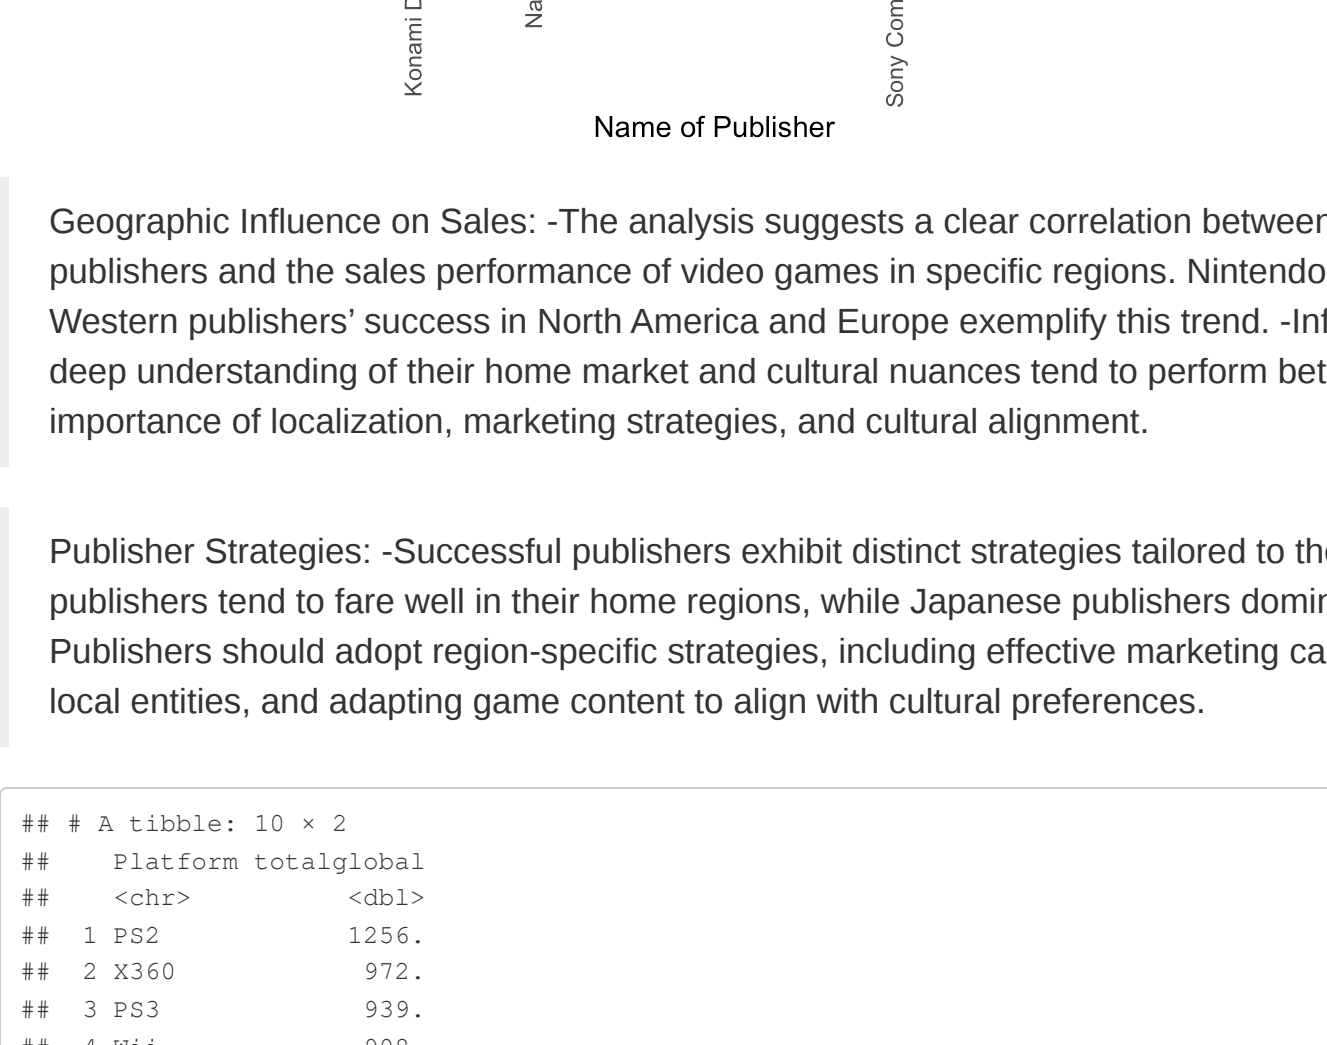 Konami D
Na
Sony Com
Name of Publisher
Geographic Influence on Sales: -The analysis suggests a clear correlation between
publishers and the sales performance of video games in specific regions. Nintendo
Western publishers’ success in North America and Europe exemplify this trend. -Inf
deep understanding of their home market and cultural nuances tend to perform bet
importance of localization, marketing strategies, and cultural alignment.
Publisher Strategies: -Successful publishers exhibit distinct strategies tailored to the
publishers tend to fare well in their home regions, while Japanese publishers domin
Publishers should adopt region-specific strategies, including effective marketing ca
local entities, and adapting game content to align with cultural preferences.
## # A tibble: 10 × 2
##    Platform totalglobal
##    <chr>          <dbl>
##  1 PS2            1256.
##  2 X360            972.
##  3 PS3             939.
##  4 Wii             908.